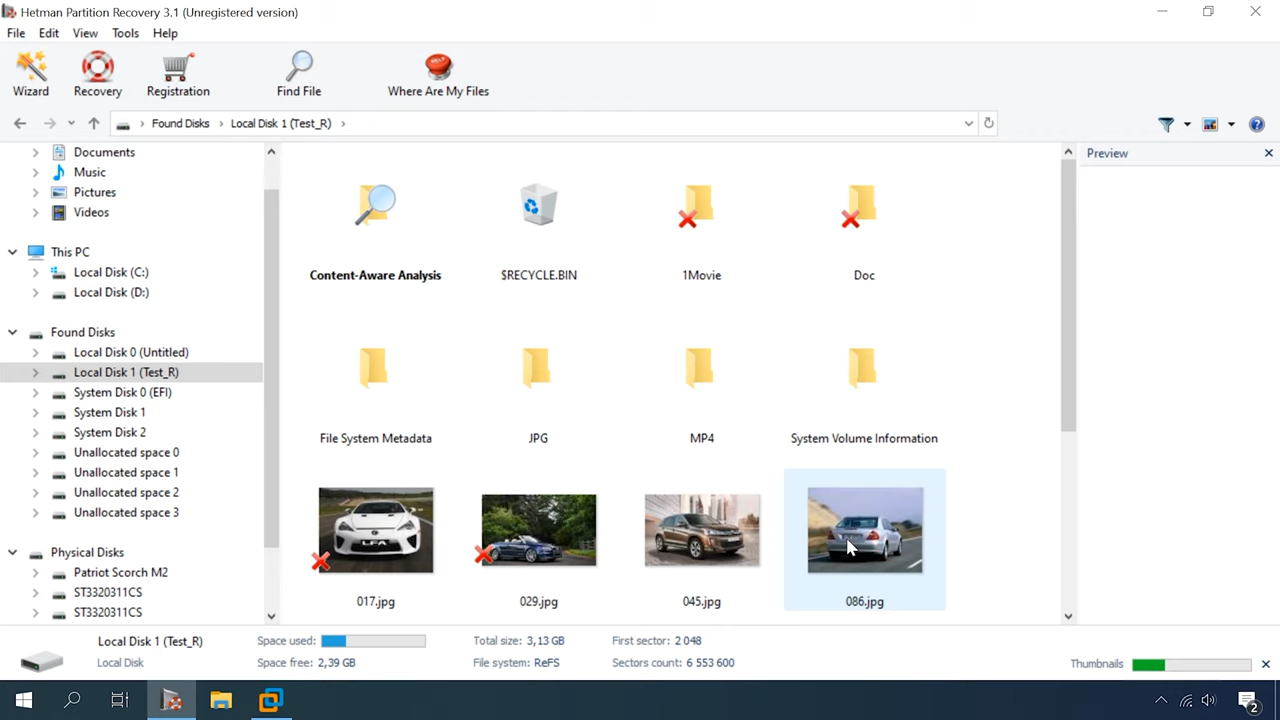 Hetman Partition Recovery 3.1 (Unregistered version)
File Edit View Tools Help
Wizard Recovery Registration Find File Where Are My Files
Found Disks Local Disk 1 (Test_R)
Documents
Music
Pictures
Videos
This PC
Local Disk (C:)
Local Disk (D:)
Found Disks
Local Disk 0 (Untitled)
Local Disk 1 (Test_R)
System Disk 0 (EFI)
System Disk 1
System Disk 2
Unallocated space 0
Unallocated space 1
Unallocated space 2
Unallocated space 3
Physical Disks
Patriot Scorch M2
ST3320311CS
ST3320311CS
Content-Aware Analysis $RECYCLE.BIN 1Movie Doc
File System Metadata JPG MP4 System Volume Information
LFA
017.jpg 029.jpg 045.jpg 086.jpg
Preview
Local Disk 1 (Test_R) Space used: Total size: 3,13 GB First sector: 2 048
Local Disk Space free: 2,39 GB File system: ReFS Sectors count: 6 553 600
Thumbnails
2